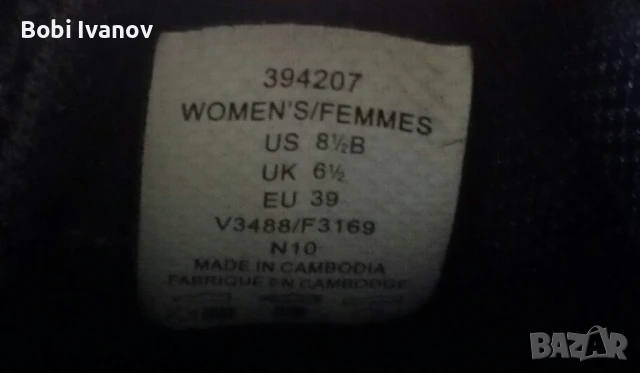 Bobi Ivanov
394207
WOMEN'S/FEMMES
US 8½B
UK 6½
EU 39
V3488/F3169
N10
MADE IN CAMBODIA
FABRIQUE EN CAMBODGE
BAZAR